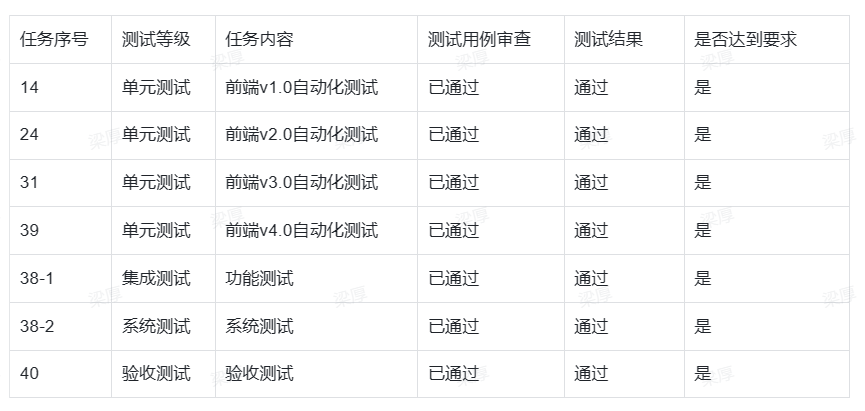 任务序号 测试等级 任务内容 测试用例审查 测试结果 是否达到要求
14 单元测试 前端v1.0自动化测试 已通过 通过 是
24 单元测试 前端v2.0自动化测试 已通过 通过 是
31 单元测试 前端v3.0自动化测试 已通过 通过 是
39 单元测试 前端v4.0自动化测试 已通过 通过 是
38-1 集成测试 功能测试 已通过 通过 是
38-2 系统测试 系统测试 已通过 通过 是
40 验收测试 验收测试 已通过 通过 是
梁厚